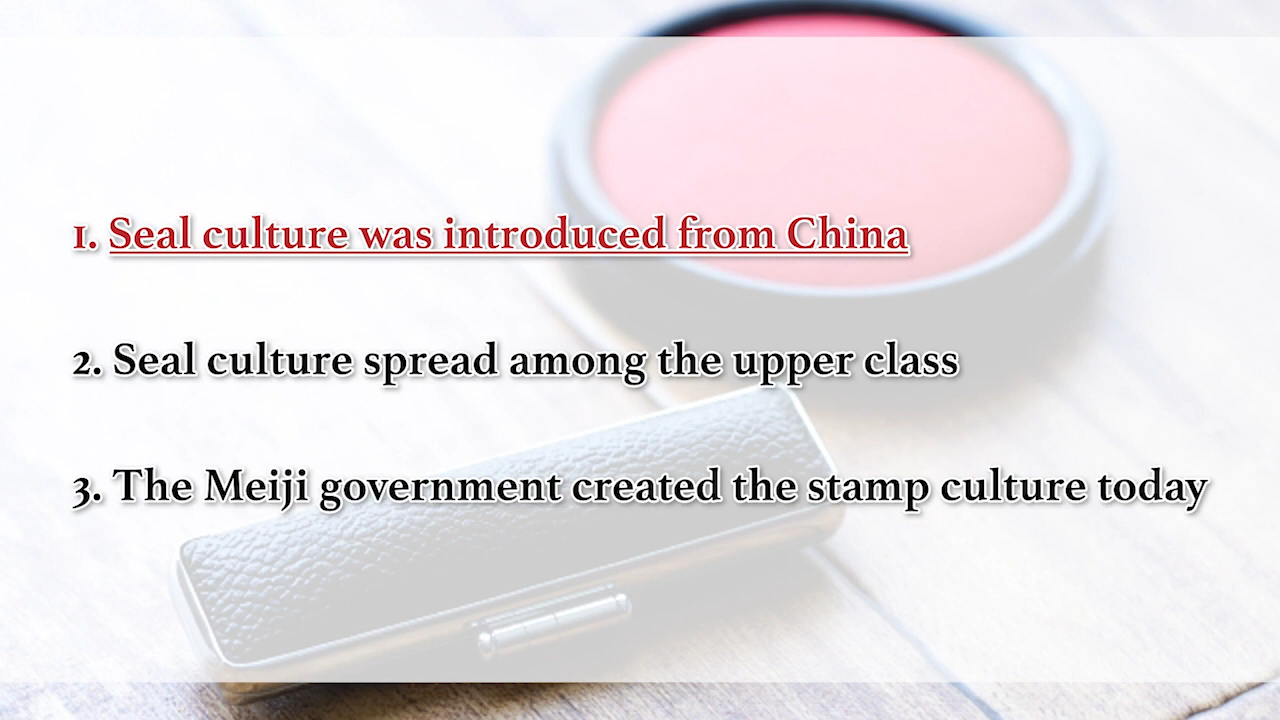 1. Seal culture was introduced from China
2. Seal culture spread among the upper class
3. The Meiji government created the stamp culture today